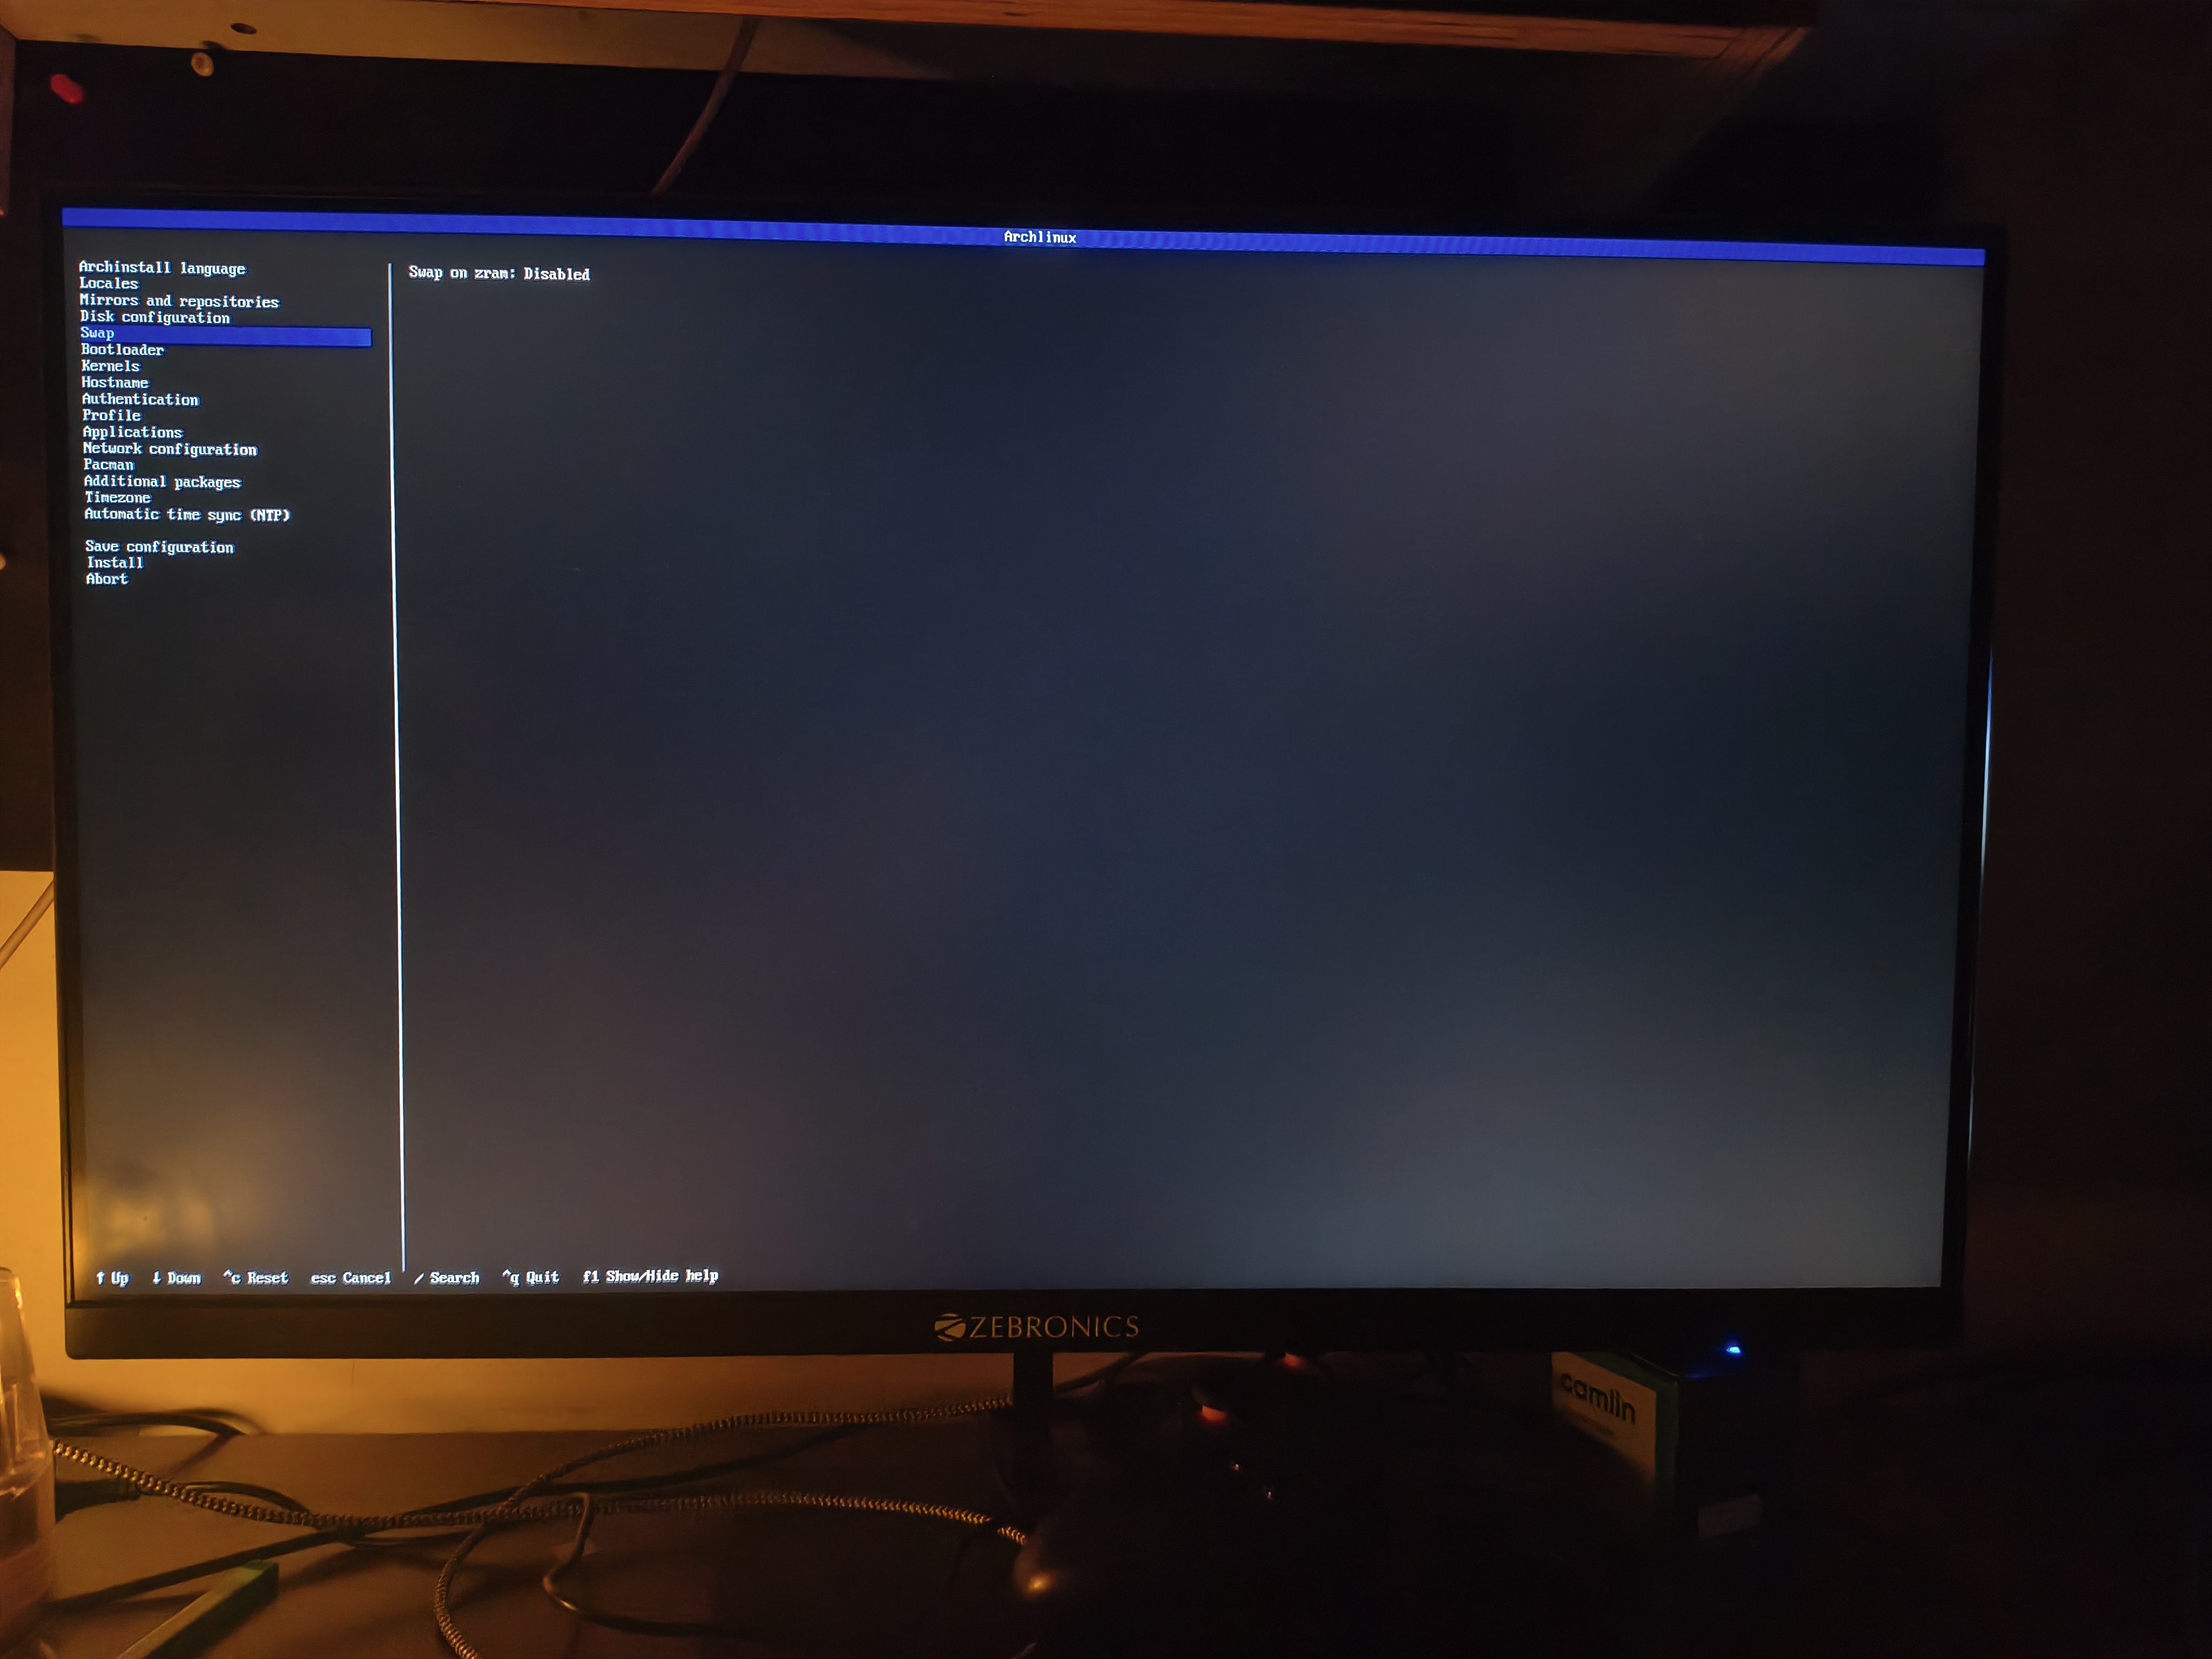 Archlinux
Archinstall language
Locales
Mirrors and repositories
Disk configuration
Swap
Bootloader
Kernels
Hostname
Authentication
Profile
Applications
Network configuration
Pacman
Additional packages
Timezone
Automatic time sync (NTP)
Save configuration
Install
Abort
Swap on zram: Disabled
↑ Up ↓ Down ^c Reset esc Cancel / Search ^q Quit f1 Show/Hide help
ZEBRONICS
camlin